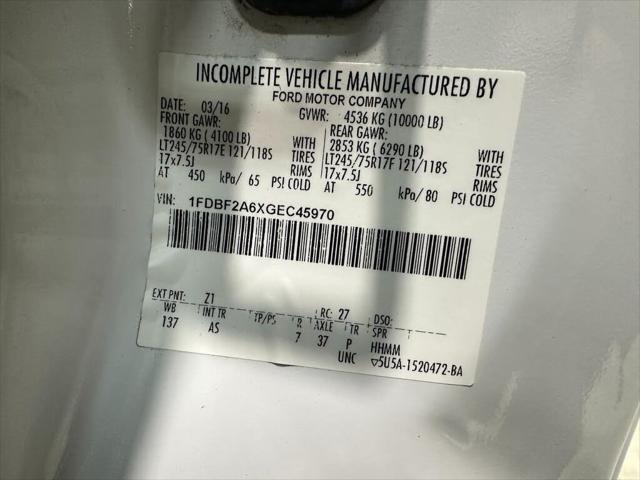 INCOMPLETE VEHICLE MANUFACTURED BY
FORD MOTOR COMPANY
DATE: 03/16 GVWR: 4536 KG (10000 LB)
FRONT GAWR: REAR GAWR:
1860 KG ( 4100 LB) WITH 2853 KG ( 6290 LB) WITH
LT245/75R17E 121/118S TIRES LT245/75R17E 121/118S TIRES
17x7.5J RIMS 17x7.5J RIMS
AT 450 kPa/ 65 PSI COLD AT 550 kPa/ 80 PSI COLD
VIN: 1FDBF2A6XGEC45970
EXT PNT: Z1 RC: 27 DSO:
WB INT TR TP/PS R AXLE TR SPR
137 AS 7 37 P HHMM
UNC ▽5U5A-1520472-BA